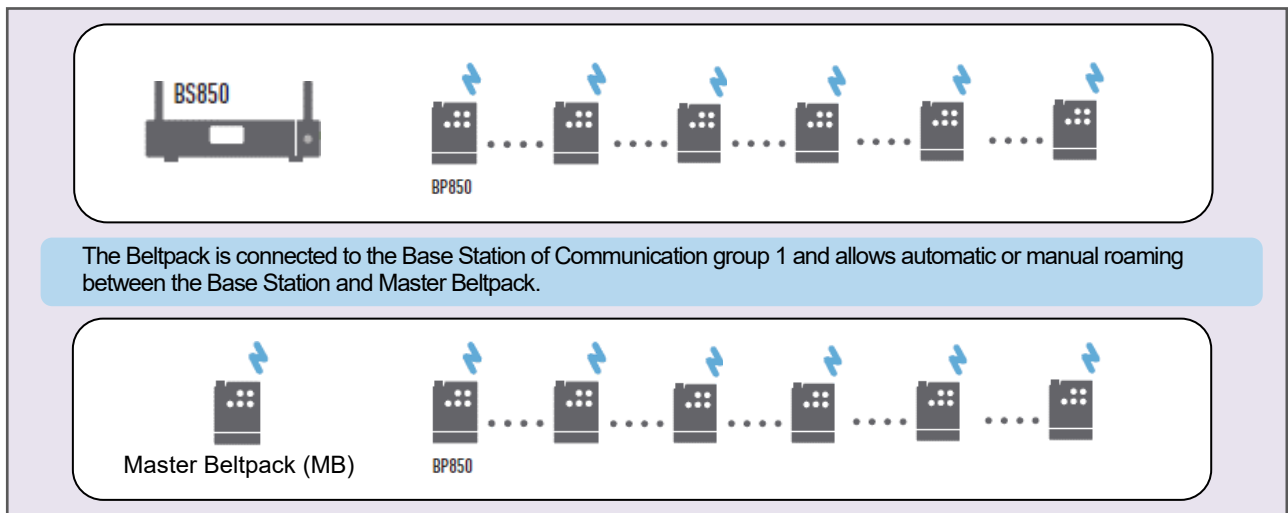 BS850
BP850
The Beltpack is connected to the Base Station of Communication group 1 and allows automatic or manual roaming
between the Base Station and Master Beltpack.
Master Beltpack (MB)
BP850